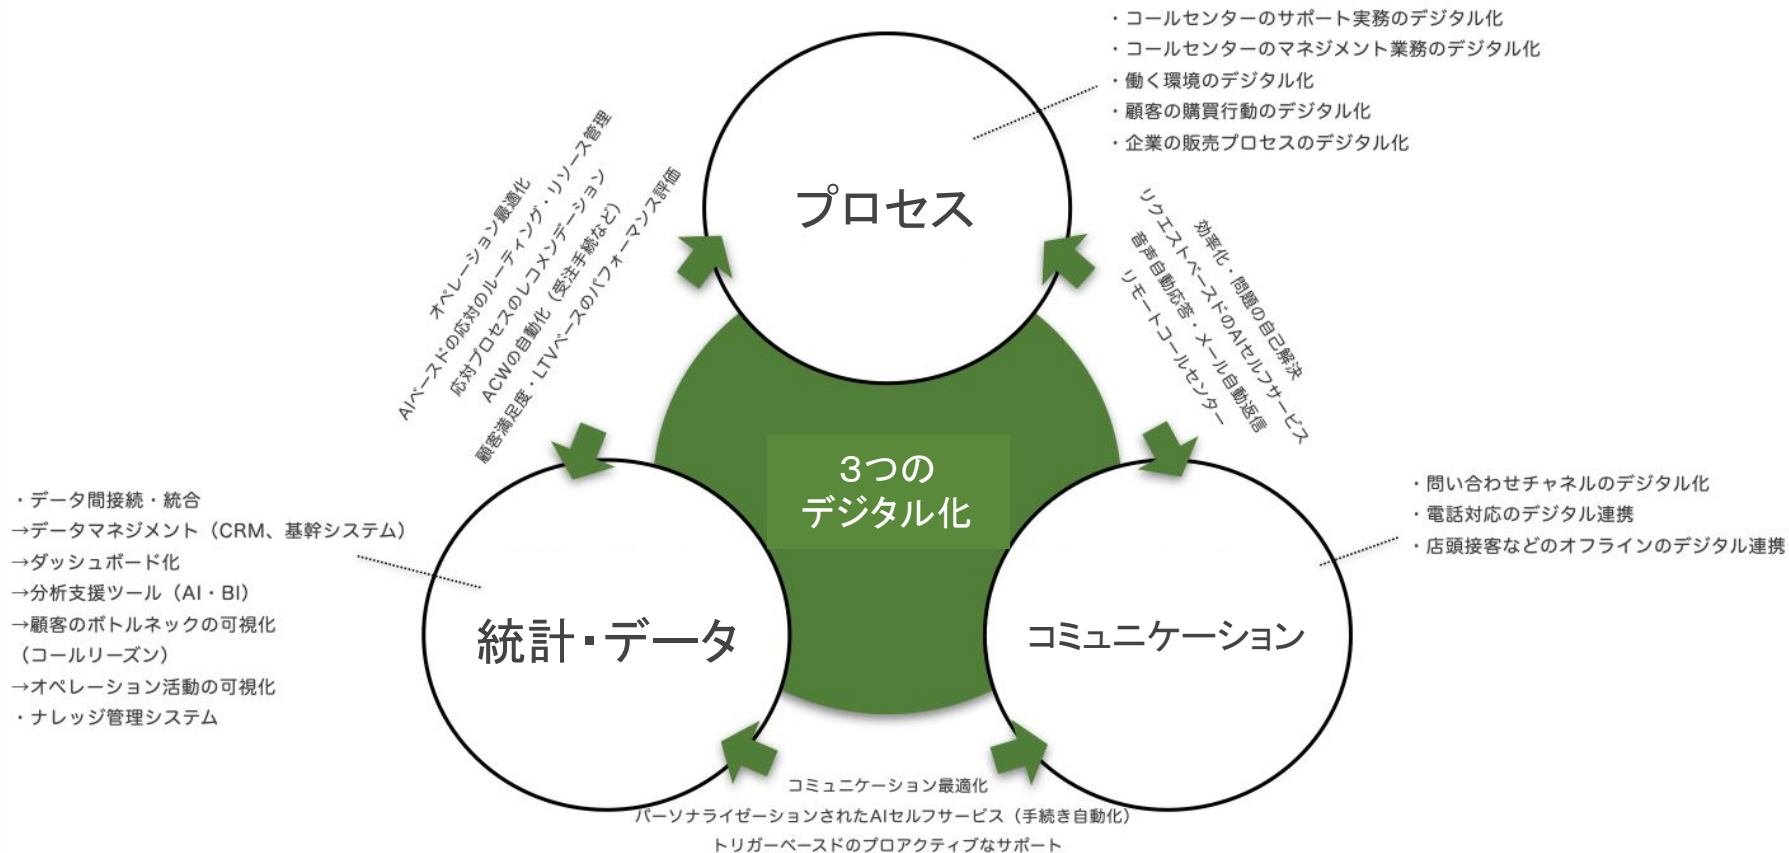 ・コールセンターのサポート実務のデジタル化
・コールセンターのマネジメント業務のデジタル化
・働く環境のデジタル化
・顧客の購買行動のデジタル化
・企業の販売プロセスのデジタル化
プロセス
オペレーション最適化
AIベースドの応対のルーティング・リソース管理
応対プロセスのレコメンデーション
ACWの自動化（受注手続など）
顧客満足度・LTVベースのパフォーマンス評価
効率化・問題の自己解決
リクエストベースドのAIセルフサービス
音声自動応答・メール自動返信
リモートコールセンター
3つの
デジタル化
・データ間接続・統合
→データマネジメント（CRM、基幹システム）
→ダッシュボード化
→分析支援ツール（AI・BI）
→顧客のボトルネックの可視化
（コールリーズン）
→オペレーション活動の可視化
・ナレッジ管理システム
統計・データ
コミュニケーション
・問い合わせチャネルのデジタル化
・電話対応のデジタル連携
・店頭接客などのオフラインのデジタル連携
コミュニケーション最適化
パーソナライゼーションされたAIセルフサービス（手続き自動化）
トリガーベースドのプロアクティブなサポート